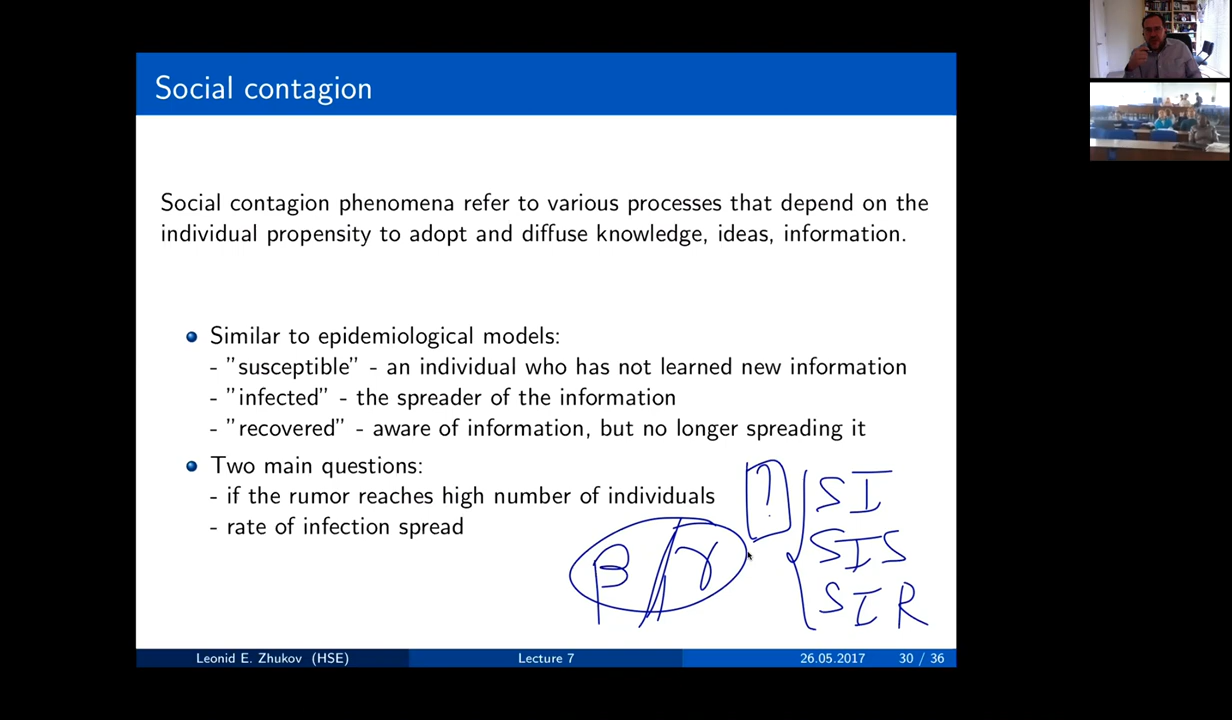 Social contagion
Social contagion phenomena refer to various processes that depend on the
individual propensity to adopt and diffuse knowledge, ideas, information.
Similar to epidemiological models:
- "susceptible" - an individual who has not learned new information
- "infected" - the spreader of the information
- "recovered" - aware of information, but no longer spreading it
Two main questions:
- if the rumor reaches high number of individuals
- rate of infection spread
?
β / γ
SI
SIS
SIR
Leonid E. Zhukov (HSE) Lecture 7 26.05.2017 30 / 36